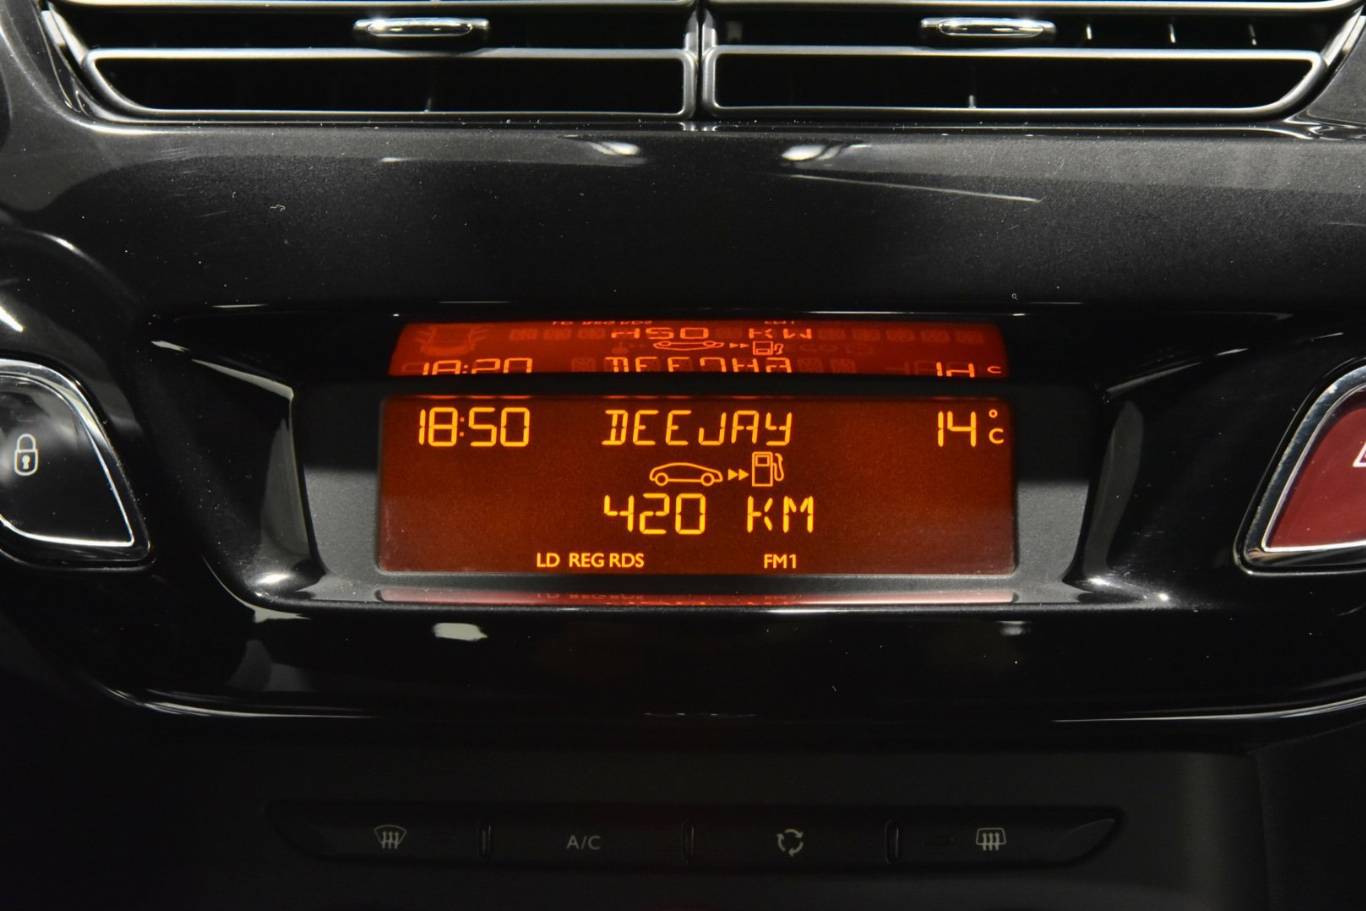 18:50 DEEJAY 14°C
420 KM
LD REG RDS FM1
A/C